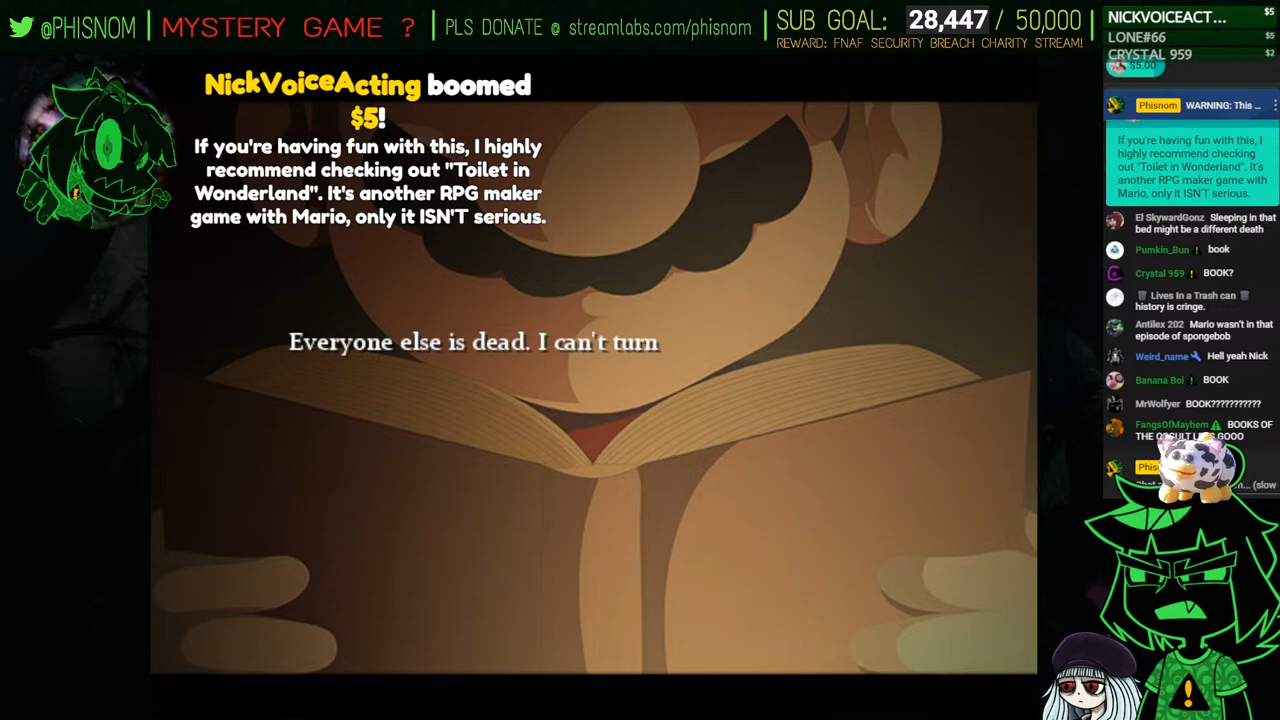 @PHISNOM
MYSTERY GAME ?
PLS DONATE @ streamlabs.com/phisnom
SUB GOAL: 28,447 / 50,000
REWARD: FNAF SECURITY BREACH CHARITY STREAM!
NICKVOICEACT... $5
LONE#66 $5
CRYSTAL 959 $2
$5.00
NickVoiceActing boomed
$5!
If you're having fun with this, I highly
recommend checking out "Toilet in
Wonderland". It's another RPG maker
game with Mario, only it ISN'T serious.
Everyone else is dead. I can't turn
Phisnom WARNING: This ...
If you're having fun with this, I
highly recommend checking
out "Toilet in Wonderland". It's
another RPG maker game with
Mario, only it ISN'T serious.
El SkywardGonz Sleeping in that
bed might be a different death
Pumkin_Bun book
Crystal 959 BOOK?
Lives In a Trash can
history is cringe.
Antilex 202 Mario wasn't in that
episode of spongebob
Weird_name Hell yeah Nick
Banana Boi BOOK
MrWolfyer BOOK???????????
FangsOfMayhem BOOKS OF
THE OCCULT GOOO
(slow